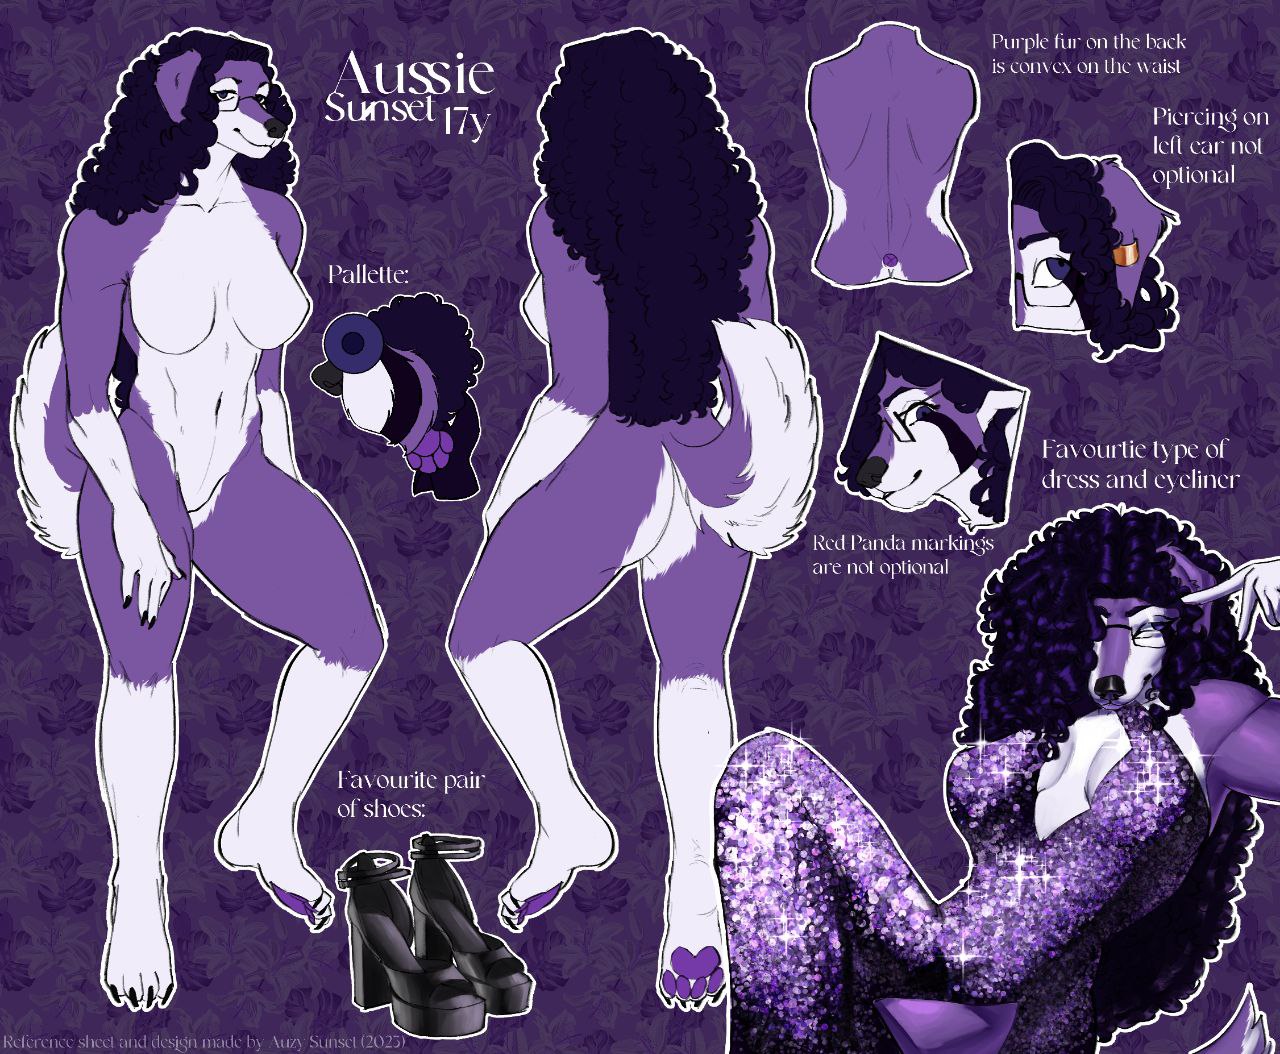 Aussie
Sunset 17y
Purple fur on the back
is convex on the waist
Piercing on
left ear not
optional
Pallette:
Favourtie type of
dress and eyeliner
Red Panda markings
are not optional
Favourite pair
of shoes:
Reference sheet and design made by Auzy Sunset (2023)